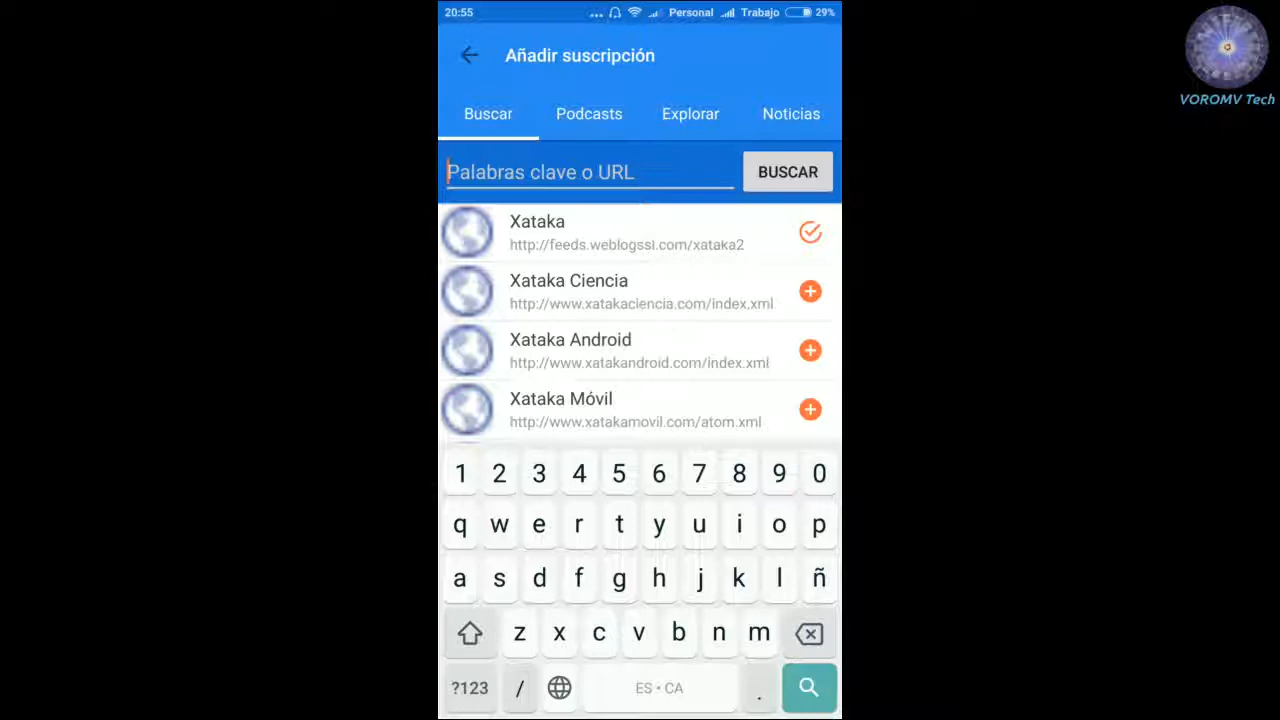 20:55 ... Personal Trabajo 29%
VOROMV Tech
Añadir suscripción
Buscar Podcasts Explorar Noticias
Palabras clave o URL BUSCAR
Xataka
http://feeds.weblogssl.com/xataka2
Xataka Ciencia
http://www.xatakaciencia.com/index.xml
Xataka Android
http://www.xatakandroid.com/index.xml
Xataka Móvil
http://www.xatakamovil.com/atom.xml
1 2 3 4 5 6 7 8 9 0
q w e r t y u i o p
a s d f g h j k l ñ
z x c v b n m
?123 / ES • CA .